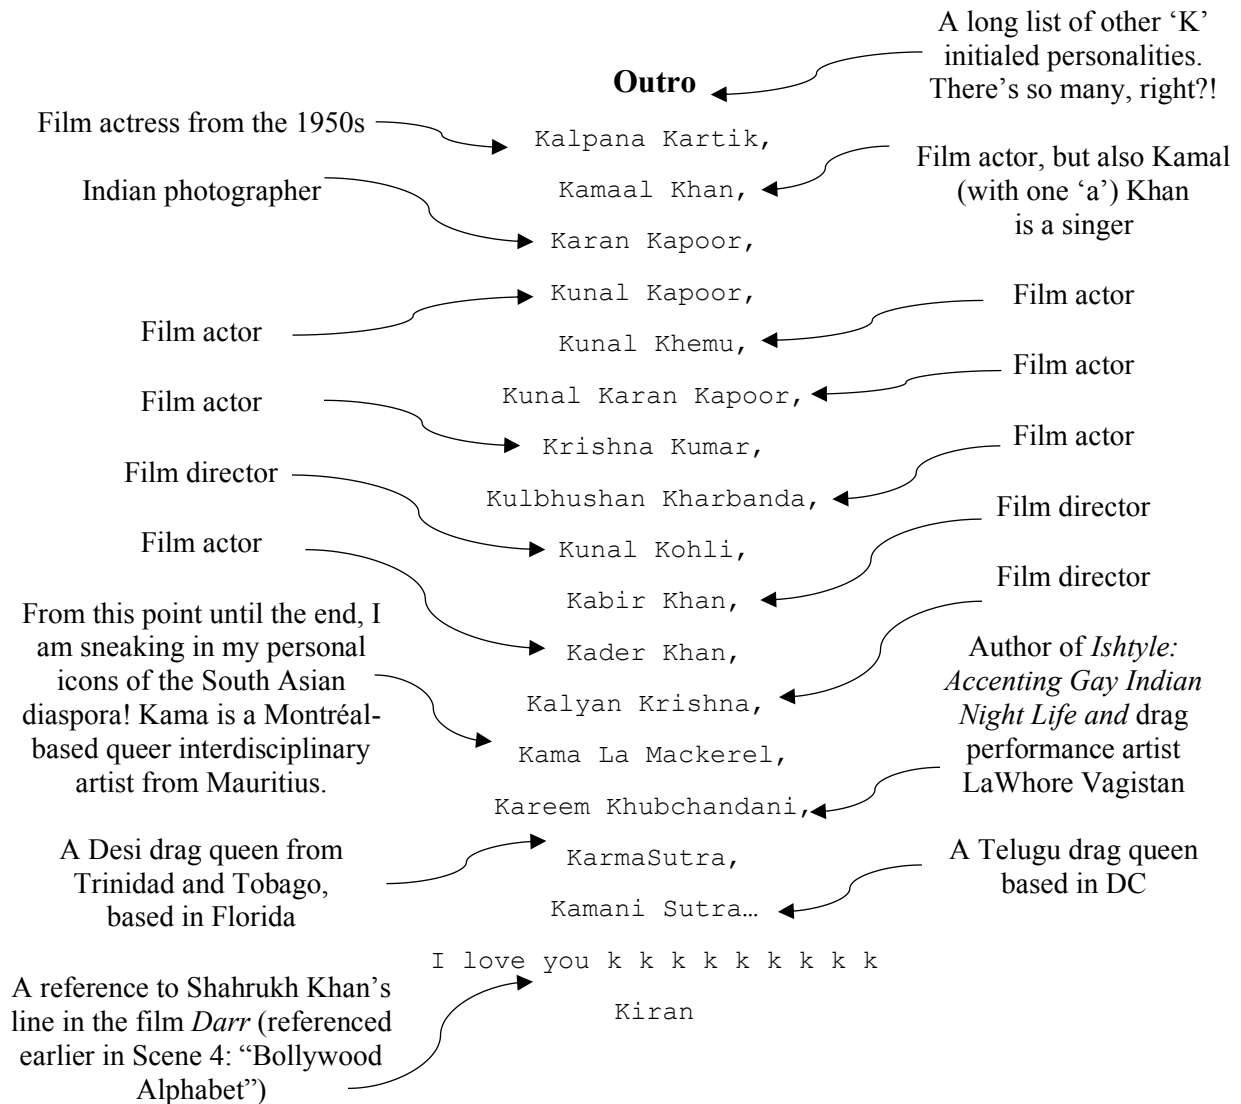 A long list of other ‘K’
initialed personalities.
There’s so many, right?!
Outro
Film actress from the 1950s
Kalpana Kartik,
Film actor, but also Kamal
(with one ‘a’) Khan
is a singer
Indian photographer
Kamaal Khan,
Karan Kapoor,
Kunal Kapoor,
Film actor
Film actor
Kunal Khemu,
Film actor
Kunal Karan Kapoor,
Film actor
Film actor
Krishna Kumar,
Film director
Kulbhushan Kharbanda,
Film director
Film actor
Kunal Kohli,
Film director
Kabir Khan,
From this point until the end, I
am sneaking in my personal
icons of the South Asian
diaspora! Kama is a Montréal-
based queer interdisciplinary
artist from Mauritius.
Kader Khan,
Author of Ishtyle:
Accenting Gay Indian
Night Life and drag
performance artist
LaWhore Vagistan
Kalyan Krishna,
Kama La Mackerel,
Kareem Khubchandani,
A Desi drag queen from
Trinidad and Tobago,
based in Florida
KarmaSutra,
A Telugu drag queen
based in DC
Kamani Sutra…
I love you k k k k k k k k k
A reference to Shahrukh Khan’s
line in the film Darr (referenced
earlier in Scene 4: “Bollywood
Alphabet”)
Kiran